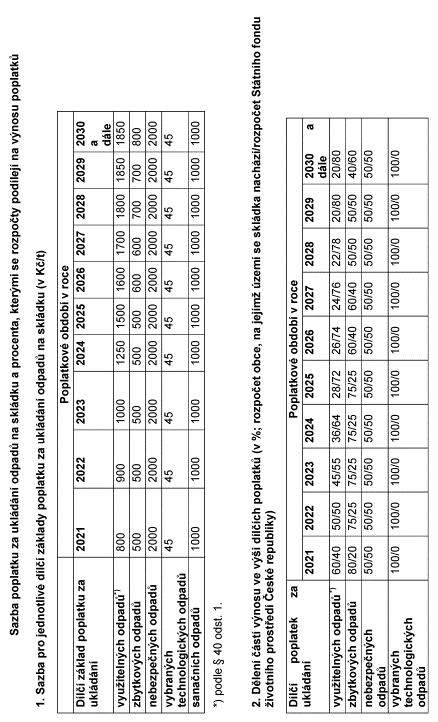 Sazba poplatku za ukládání odpadů na skládku a procenta, kterými se rozpočty podílejí na výnosu poplatků
1. Sazba pro jednotlivé dílčí základy poplatku za ukládání odpadů na skládku (v Kč/t)
Poplatkové období v roce
Dílčí základ poplatku za ukládání 2021 2022 2023 2024 2025 2026 2027 2028 2029 2030 a dále
využitelných odpadů*) 800 900 1000 1250 1500 1600 1700 1800 1850 1850
zbytkových odpadů 500 500 500 500 500 600 600 700 700 800
nebezpečných odpadů 2000 2000 2000 2000 2000 2000 2000 2000 2000 2000
vybraných technologických odpadů 45 45 45 45 45 45 45 45 45 45
sanačních odpadů 1000 1000 1000 1000 1000 1000 1000 1000 1000 1000
*) podle § 40 odst. 1.
2. Dělení částí výnosu ve výši dílčích poplatků (v %; rozpočet obce, na jejímž území se skládka nachází/rozpočet Státního fondu
životního prostředí České republiky)
Poplatkové období v roce
Dílčí poplatek za ukládání 2021 2022 2023 2024 2025 2026 2027 2028 2029 2030 a dále
využitelných odpadů*) 60/40 50/50 45/55 36/64 28/72 26/74 24/76 22/78 20/80 20/80
zbytkových odpadů 80/20 75/25 75/25 75/25 75/25 60/40 60/40 50/50 50/50 40/60
nebezpečných odpadů 50/50 50/50 50/50 50/50 50/50 50/50 50/50 50/50 50/50 50/50
vybraných technologických odpadů 100/0 100/0 100/0 100/0 100/0 100/0 100/0 100/0 100/0 100/0